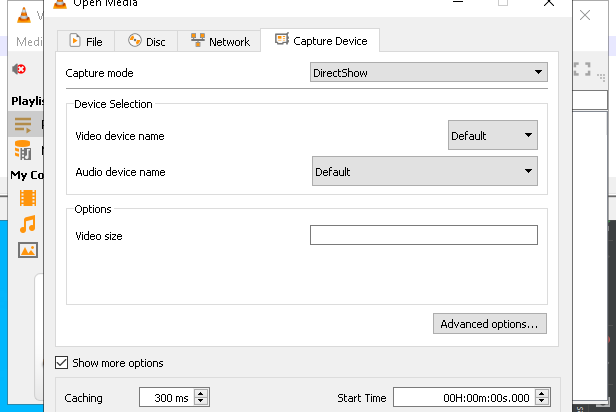 Open Media
Medi
File
Disc
Network
Capture Device
Capture mode
DirectShow
Playlis
Device Selection
Video device name
Default
Audio device name
Default
My Co
Options
Video size
Advanced options...
Show more options
Caching
300 ms
Start Time
00H:00m:00s.000